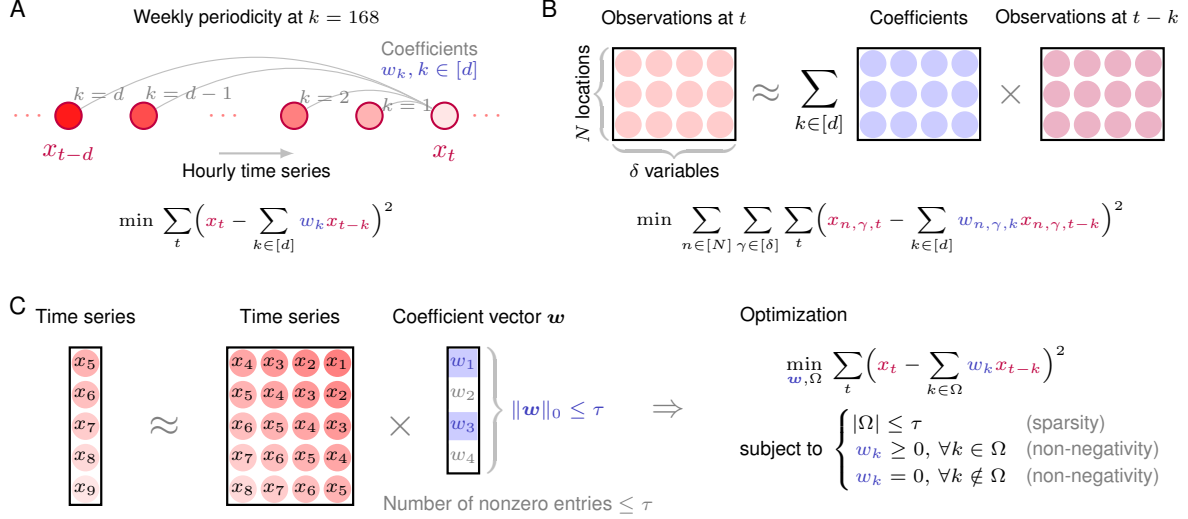 A
Weekly periodicity at k = 168
Coefficients
w_k, k ∈ [d]
k = d
k = d − 1
k = 2
k = 1
··· ··· ···
x_{t−d}
x_t
Hourly time series
min ∑_t (x_t − ∑_{k∈[d]} w_k x_{t−k})^2
B
Observations at t
Coefficients
Observations at t − k
N locations
≈ ∑_{k∈[d]} ×
δ variables
min ∑_{n∈[N]} ∑_{γ∈[δ]} ∑_t (x_{n,γ,t} − ∑_{k∈[d]} w_{n,γ,k} x_{n,γ,t−k})^2
C
Time series
Time series
Coefficient vector w
x_5
x_6
x_7
x_8
x_9
≈
x_4 x_3 x_2 x_1
x_5 x_4 x_3 x_2
x_6 x_5 x_4 x_3
x_7 x_6 x_5 x_4
x_8 x_7 x_6 x_5
×
w_1
w_2
w_3
w_4
‖w‖_0 ≤ τ
Number of nonzero entries ≤ τ
⇒
Optimization
min_{w,Ω} ∑_t (x_t − ∑_{k∈Ω} w_k x_{t−k})^2
subject to
|Ω| ≤ τ (sparsity)
w_k ≥ 0, ∀k ∈ Ω (non-negativity)
w_k = 0, ∀k ∉ Ω (non-negativity)